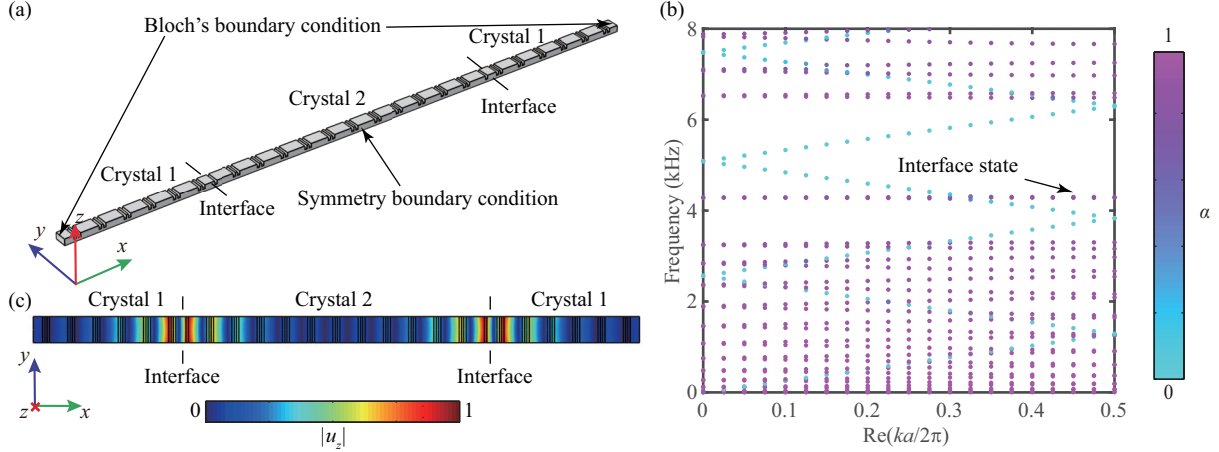 (a)
Bloch's boundary condition
Crystal 1
Interface
Crystal 2
Crystal 1
Interface
Symmetry boundary condition
z
y
x
(c)
Crystal 1
Crystal 2
Crystal 1
Interface
Interface
y
z
x
0
1
|u_z|
(b)
8
6
4
2
0
Frequency (kHz)
Interface state
0
0.1
0.2
0.3
0.4
0.5
Re(ka/2π)
1
α
0